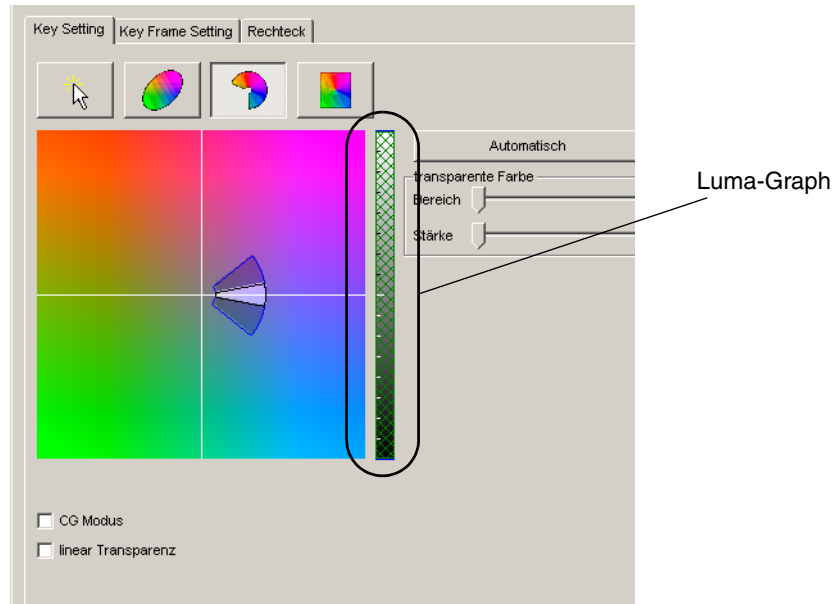 Key Setting Key Frame Setting Rechteck
Automatisch
transparente Farbe
Bereich
Stärke
Luma-Graph
CG Modus
linear Transparenz